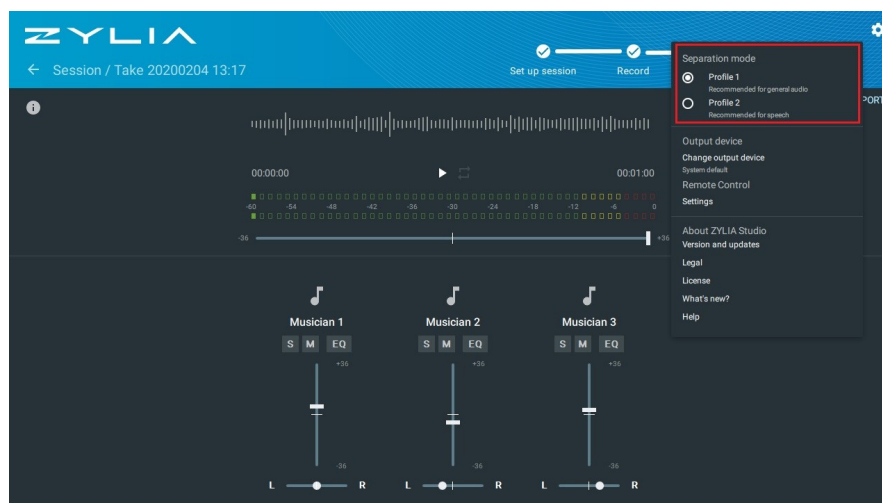 ZYLIA
Session / Take 20200204 13:17
Set up session
Record
PORT
Separation mode
Profile 1
Recommended for general audio
Profile 2
Recommended for speech
Output device
Change output device
System default
Remote Control
Settings
About ZYLIA Studio
Version and updates
Legal
License
What's new?
Help
00:00:00
00:01:00
-60 -54 -48 -42 -36 -30 -24 -18 -12 -6 0
-36 +36
Musician 1
Musician 2
Musician 3
S M EQ
S M EQ
S M EQ
+36
+36
+36
-36
-36
-36
L R
L R
L R